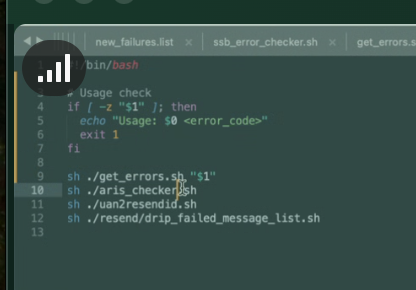 new_failures.list × ssb_error_checker.sh × get_errors.s
#!/bin/bash
3 # Usage check
4 if [ -z "$1" ]; then
5 echo "Usage: $0 <error_code>"
6 exit 1
7 fi
8
9 sh ./get_errors.sh "$1"
10 sh ./aris_checker.sh
11 sh ./uan2resendid.sh
12 sh ./resend/drip_failed_message_list.sh
13